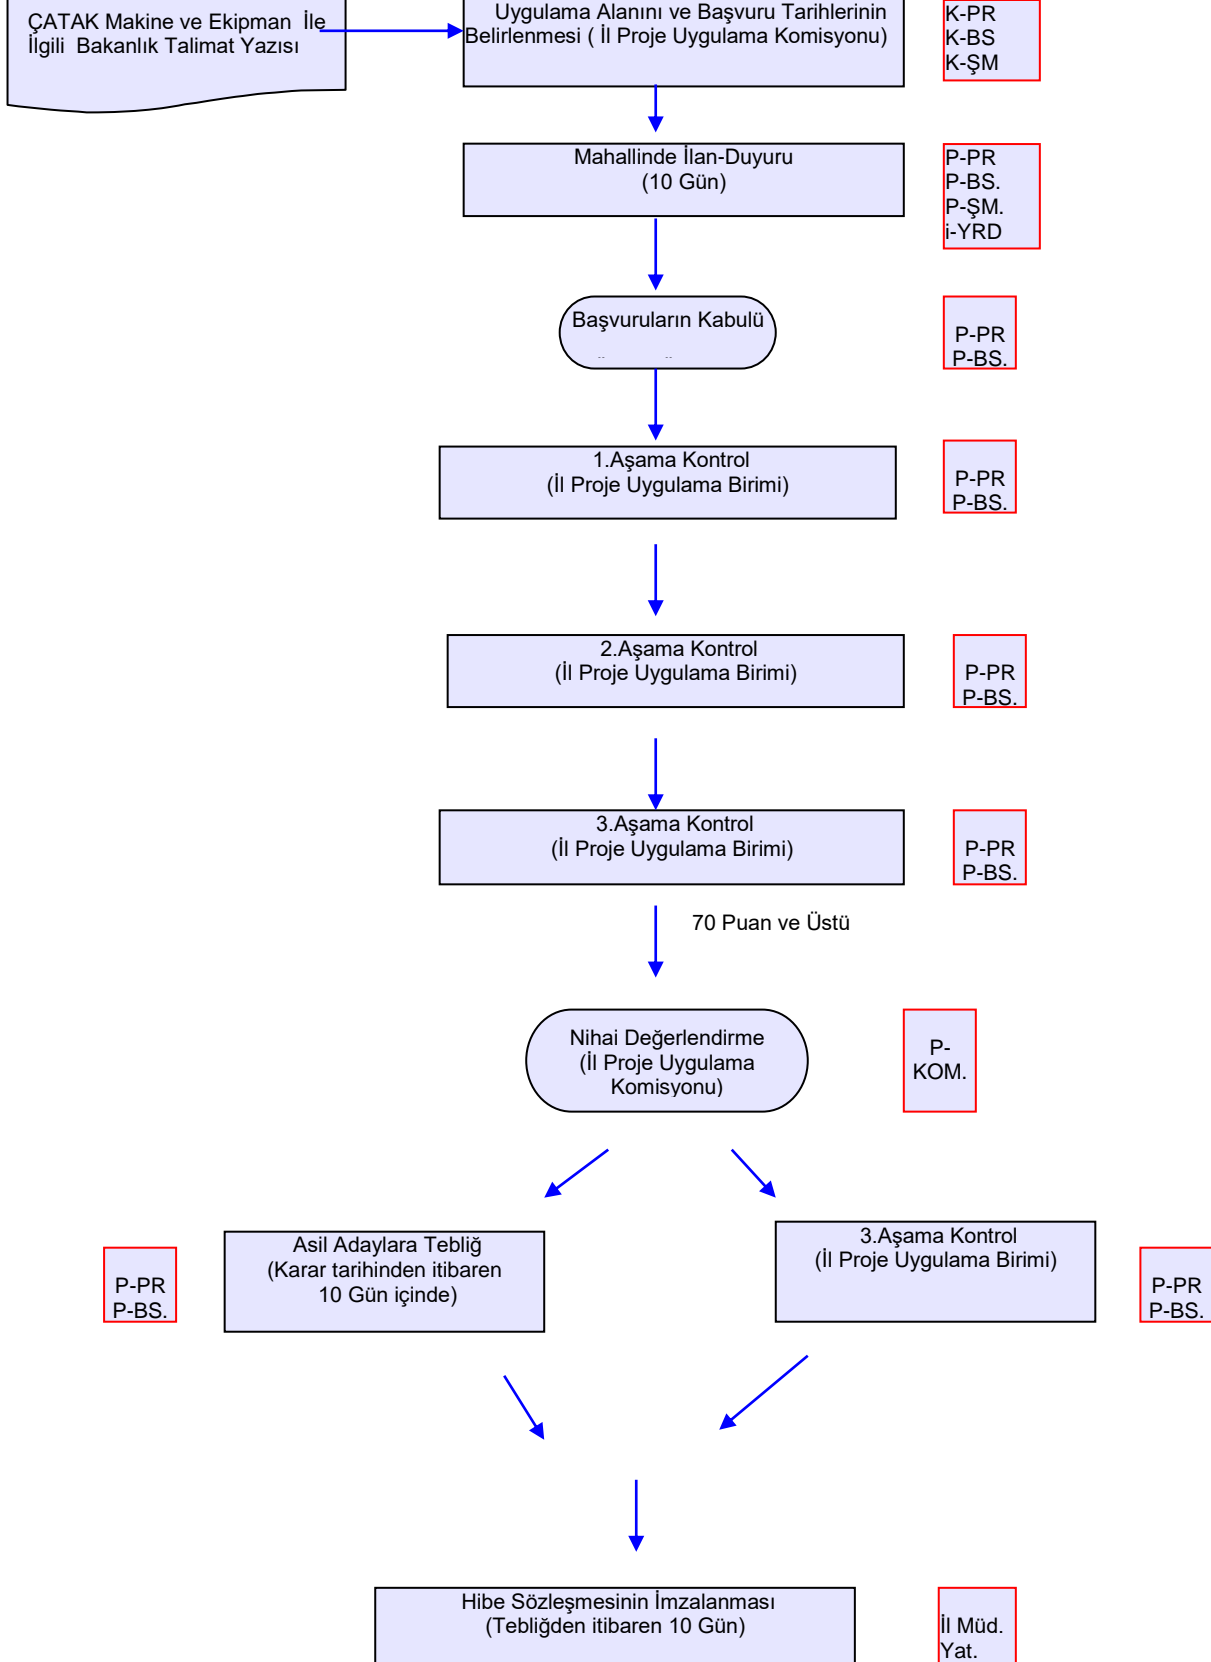 ÇATAK Makine ve Ekipman İle
İlgili Bakanlık Talimat Yazısı
Uygulama Alanını ve Başvuru Tarihlerinin
Belirlenmesi ( İl Proje Uygulama Komisyonu)
K-PR
K-BS
K-ŞM
Mahallinde İlan-Duyuru
(10 Gün)
P-PR
P-BS.
P-ŞM.
i-YRD
Başvuruların Kabulü
P-PR
P-BS.
1.Aşama Kontrol
(İl Proje Uygulama Birimi)
P-PR
P-BS.
2.Aşama Kontrol
(İl Proje Uygulama Birimi)
P-PR
P-BS.
3.Aşama Kontrol
(İl Proje Uygulama Birimi)
P-PR
P-BS.
70 Puan ve Üstü
Nihai Değerlendirme
(İl Proje Uygulama
Komisyonu)
P-
KOM.
P-PR
P-BS.
Asil Adaylara Tebliğ
(Karar tarihinden itibaren
10 Gün içinde)
3.Aşama Kontrol
(İl Proje Uygulama Birimi)
P-PR
P-BS.
Hibe Sözleşmesinin İmzalanması
(Tebliğden itibaren 10 Gün)
İl Müd.
Yat.